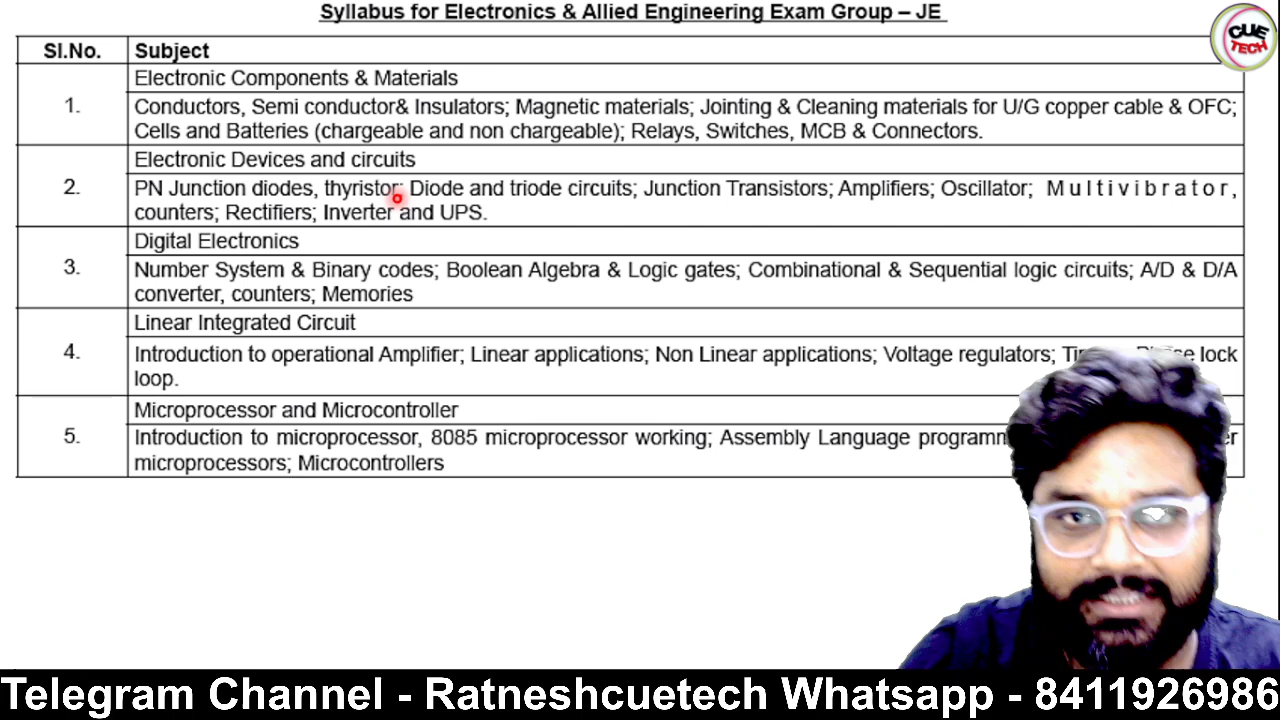 Syllabus for Electronics & Allied Engineering Exam Group – JE
CUE
TECH
Sl.No. Subject
Electronic Components & Materials
1.
Conductors, Semi conductor& Insulators; Magnetic materials; Jointing & Cleaning materials for U/G copper cable & OFC;
Cells and Batteries (chargeable and non chargeable); Relays, Switches, MCB & Connectors.
Electronic Devices and circuits
2.
PN Junction diodes, thyristor; Diode and triode circuits; Junction Transistors; Amplifiers; Oscillator; Multivibrator,
counters; Rectifiers; Inverter and UPS.
Digital Electronics
3.
Number System & Binary codes; Boolean Algebra & Logic gates; Combinational & Sequential logic circuits; A/D & D/A
converter, counters; Memories
Linear Integrated Circuit
4.
Introduction to operational Amplifier; Linear applications; Non Linear applications; Voltage regulators; lock
loop.
Microprocessor and Microcontroller
5.
Introduction to microprocessor, 8085 microprocessor working; Assembly Language
microprocessors; Microcontrollers
Telegram Channel - Ratneshcuetech Whatsapp - 8411926986